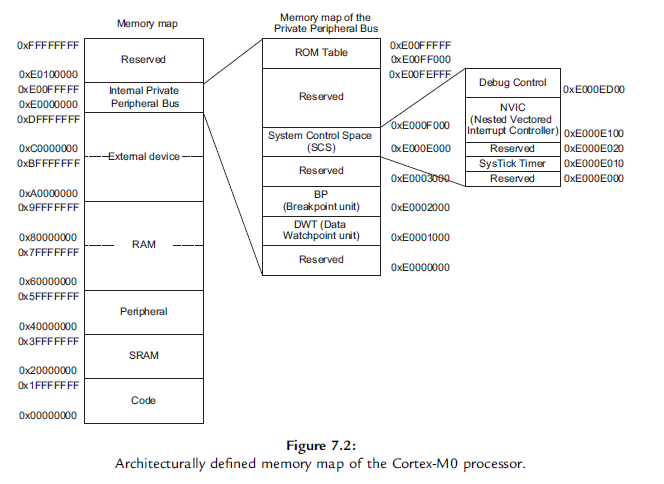 Memory map
0xFFFFFFFF
Reserved
0xE0100000
0xE00FFFFF
Internal Private
Peripheral Bus
0xE0000000
0xDFFFFFFF
0xC0000000
External device
0xBFFFFFFF
0xA0000000
0x9FFFFFFF
0x80000000
RAM
0x7FFFFFFF
0x60000000
0x5FFFFFFF
Peripheral
0x40000000
0x3FFFFFFF
SRAM
0x20000000
0x1FFFFFFF
Code
0x00000000
Memory map of the
Private Peripheral Bus
0xE00FFFFF
ROM Table
0xE00FF000
0xE00FEFFF
Reserved
0xE000F000
System Control Space
(SCS)
0xE000E000
Reserved
0xE0003000
BP
(Breakpoint unit)
0xE0002000
DWT (Data
Watchpoint unit)
0xE0001000
Reserved
0xE0000000
Debug Control
0xE000ED00
NVIC
(Nested Vectored
Interrupt Controller)
0xE000E100
Reserved
0xE000E020
SysTick Timer
0xE000E010
Reserved
0xE000E000
Figure 7.2:
Architecturally defined memory map of the Cortex-M0 processor.